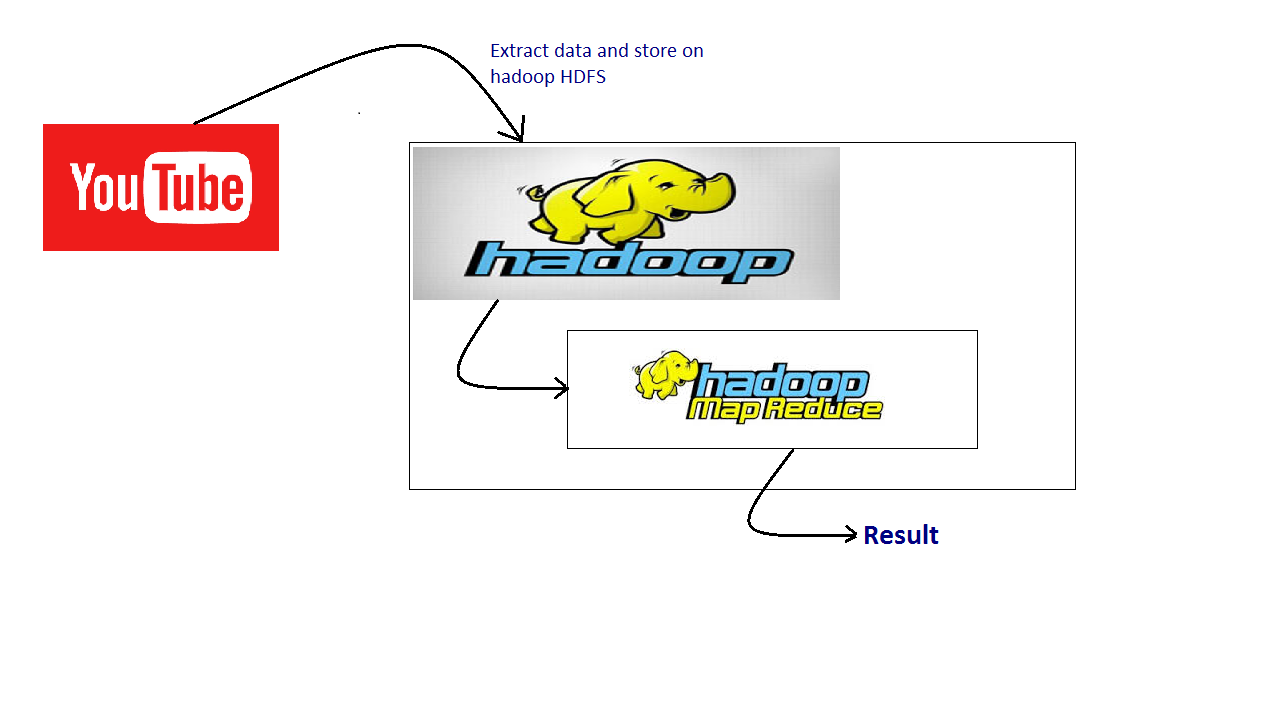 Extract data and store on
hadoop HDFS
YouTube
hadoop
hadoop
Map Reduce
Result